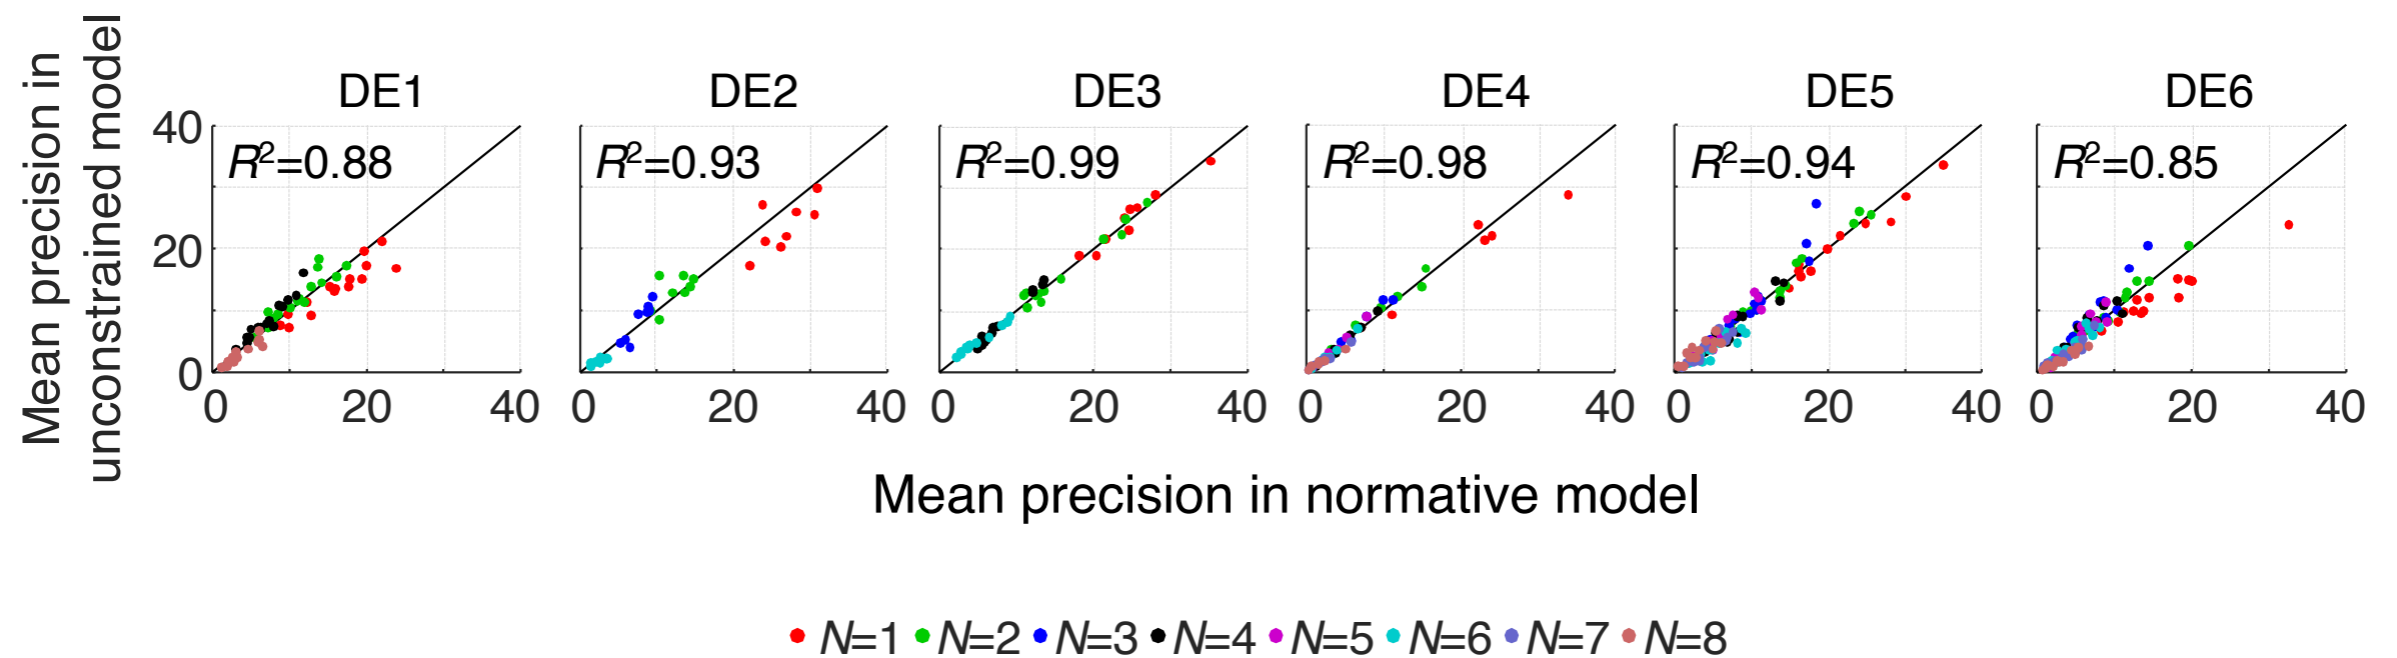 Mean precision in
unconstrained model
DE1 DE2 DE3 DE4 DE5 DE6
40
20
0
R²=0.88 R²=0.93 R²=0.99 R²=0.98 R²=0.94 R²=0.85
0 20 40 0 20 40 0 20 40 0 20 40 0 20 40 0 20 40
Mean precision in normative model
N=1 N=2 N=3 N=4 N=5 N=6 N=7 N=8